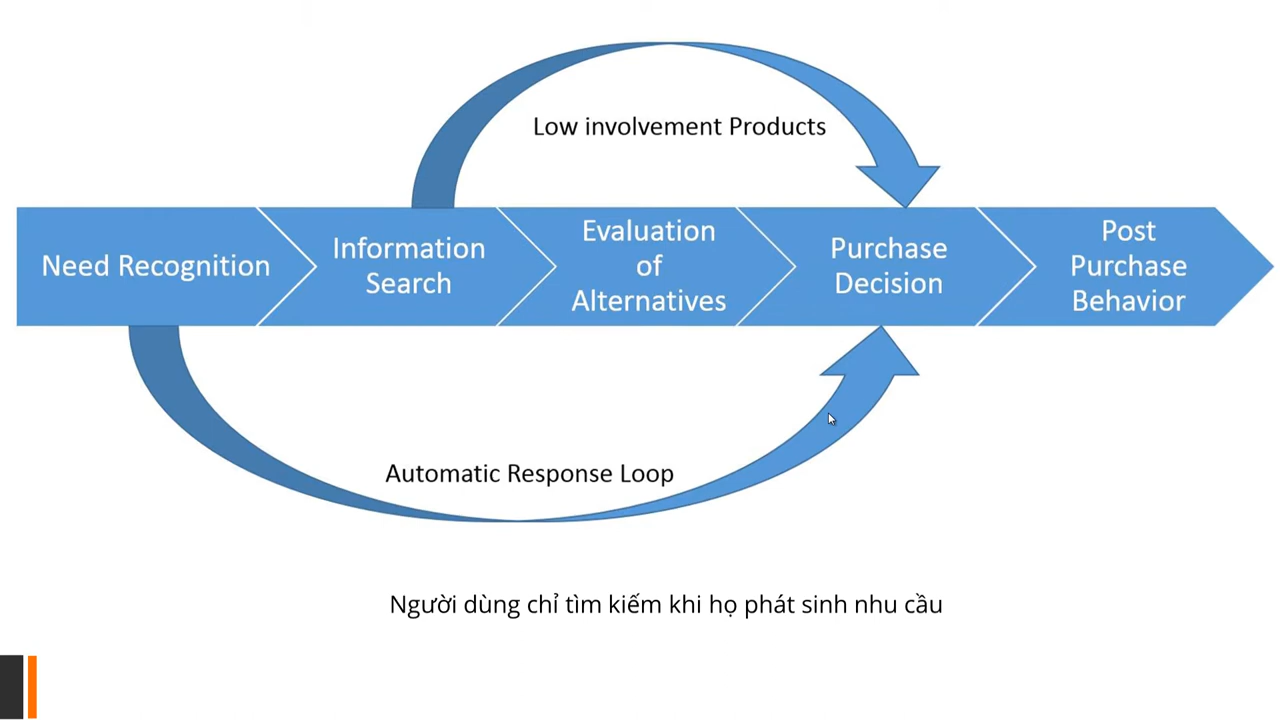 Low involvement Products
Need Recognition
Information
Search
Evaluation
of
Alternatives
Purchase
Decision
Post
Purchase
Behavior
Automatic Response Loop
Người dùng chỉ tìm kiếm khi họ phát sinh nhu cầu